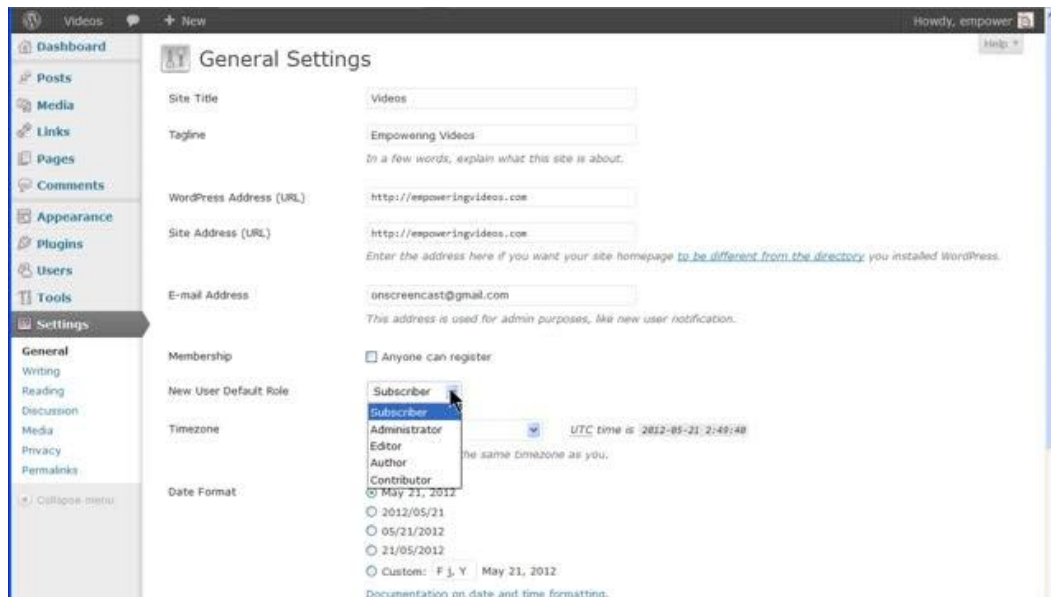 Videos + New Howdy, empower
Help
Dashboard
Posts
Media
Links
Pages
Comments
Appearance
Plugins
Users
Tools
Settings
General
Writing
Reading
Discussion
Media
Privacy
Permalinks
Collapse menu
General Settings
Site Title Videos
Tagline Empowering Videos
In a few words, explain what this site is about.
WordPress Address (URL) http://empoweringvideos.com
Site Address (URL) http://empoweringvideos.com
Enter the address here if you want your site homepage to be different from the directory you installed WordPress.
E-mail Address onscreencast@gmail.com
This address is used for admin purposes, like new user notification.
Membership Anyone can register
New User Default Role Subscriber
Subscriber
Administrator
Editor
Author
Contributor
Timezone UTC time is 2012-05-21 2:49:40
the same timezone as you.
Date Format May 21, 2012
2012/05/21
05/21/2012
21/05/2012
Custom: F j, Y May 21, 2012
Documentation on date and time formatting.